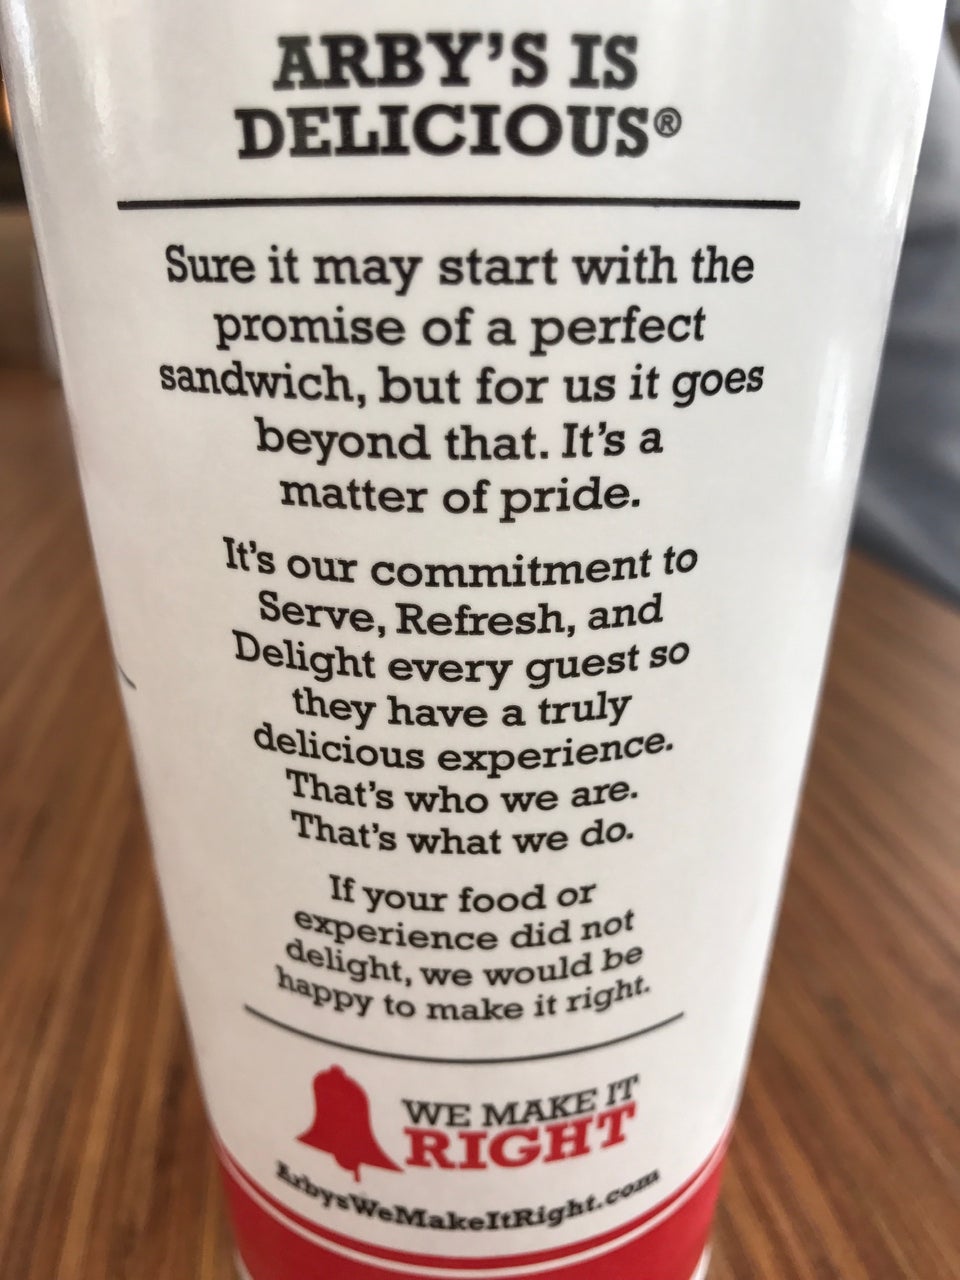 ARBY'S IS
DELICIOUS®
Sure it may start with the
promise of a perfect
sandwich, but for us it goes
beyond that. It's a
matter of pride.
It's our commitment to
Serve, Refresh, and
Delight every guest so
they have a truly
delicious experience.
That's who we are.
That's what we do.
If your food or
experience did not
delight, we would be
happy to make it right.
WE MAKE IT
RIGHT
ArbysWeMakeItRight.com